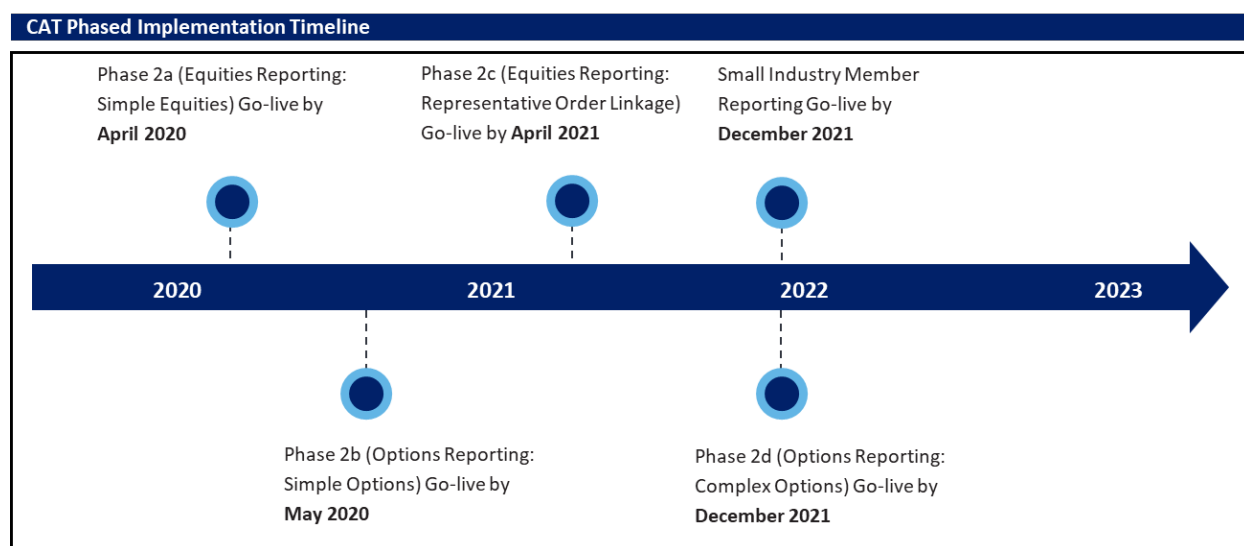 CAT Phased Implementation Timeline
Phase 2a (Equities Reporting:
Simple Equities) Go-live by
April 2020
Phase 2c (Equities Reporting:
Representative Order Linkage)
Go-live by April 2021
Small Industry Member
Reporting Go-live by
December 2021
2020
2021
2022
2023
Phase 2b (Options Reporting:
Simple Options) Go-live by
May 2020
Phase 2d (Options Reporting:
Complex Options) Go-live by
December 2021